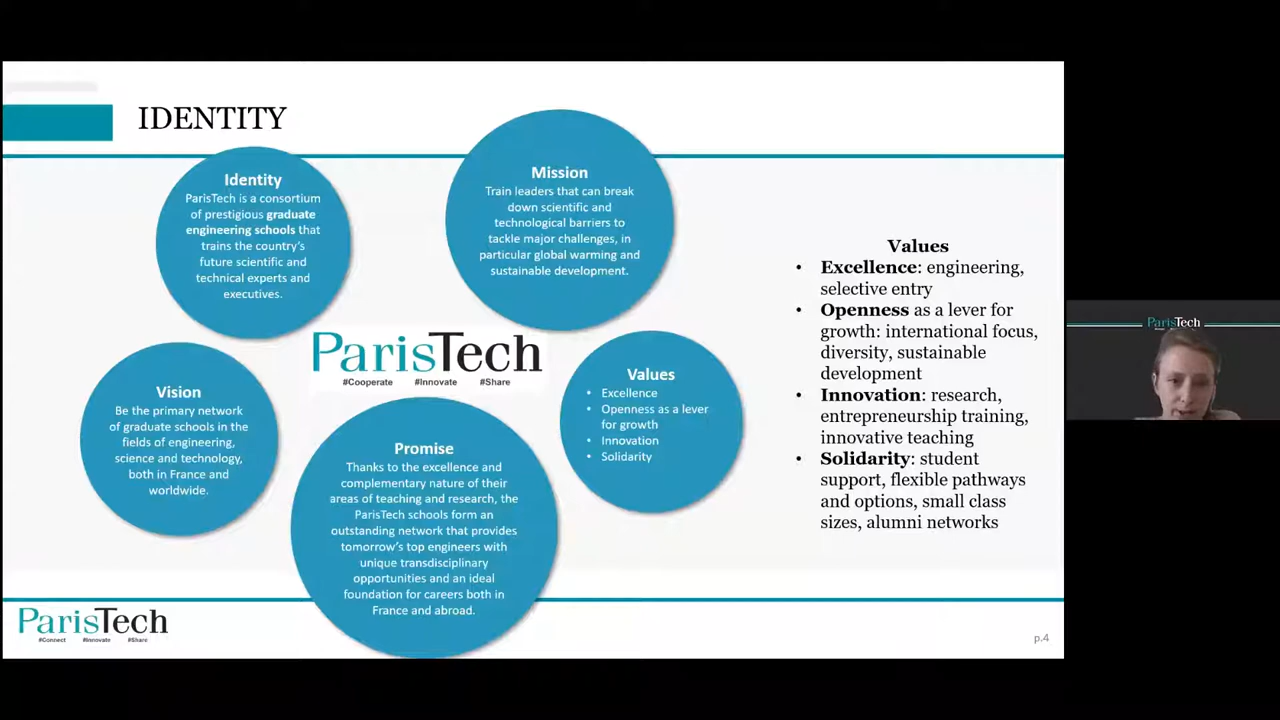 IDENTITY
Identity
ParisTech is a consortium
of prestigious graduate
engineering schools that
trains the country's
future scientific and
technical experts and
executives.
Mission
Train leaders that can break
down scientific and
technological barriers to
tackle major challenges, in
particular global warming and
sustainable development.
Vision
Be the primary network
of graduate schools in the
fields of engineering,
science and technology,
both in France and
worldwide.
ParisTech
#Cooperate #Innovate #Share
Values
• Excellence
• Openness as a lever
for growth
• Innovation
• Solidarity
Promise
Thanks to the excellence and
complementary nature of their
areas of teaching and research, the
ParisTech schools form an
outstanding network that provides
tomorrow's top engineers with
unique transdisciplinary
opportunities and an ideal
foundation for careers both in
France and abroad.
Values
• Excellence: engineering,
selective entry
• Openness as a lever for
growth: international focus,
diversity, sustainable
development
• Innovation: research,
entrepreneurship training,
innovative teaching
• Solidarity: student
support, flexible pathways
and options, small class
sizes, alumni networks
ParisTech
#Connect #Innovate #Share
p.4
ParisTech